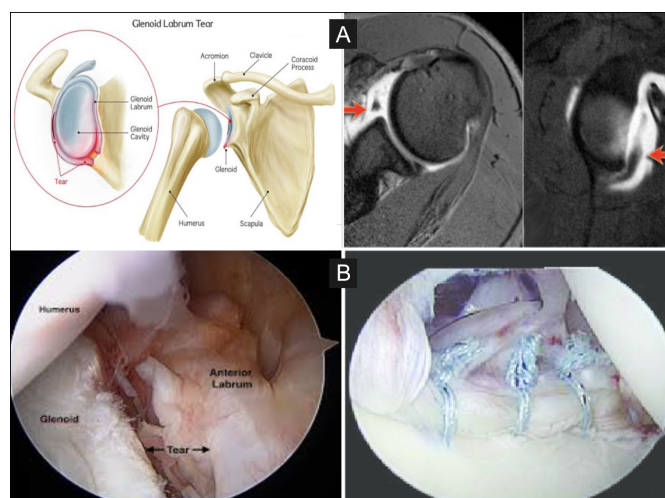 Glenoid Labrum Tear
A
Acromion
Clavicle
Coracoid
Process
Glenoid
Labrum
Glenoid
Cavity
Tear
Glenoid
Humerus
Scapula
B
Humerus
Anterior
Labrum
Glenoid
Tear